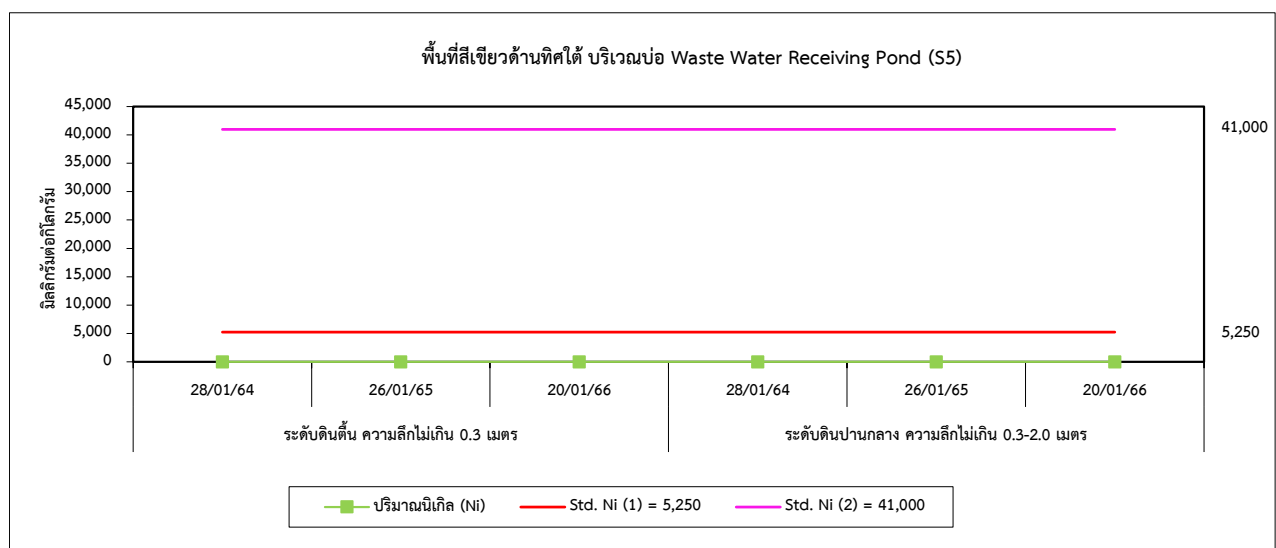 พื้นที่สีเขียวด้านทิศใต้ บริเวณบ่อ Waste Water Receiving Pond (S5)
มิลลิกรัมต่อกิโลกรัม
45,000
40,000
35,000
30,000
25,000
20,000
15,000
10,000
5,000
0
41,000
5,250
28/01/64 26/01/65 20/01/66 28/01/64 26/01/65 20/01/66
ระดับดินตื้น ความลึกไม่เกิน 0.3 เมตร ระดับดินปานกลาง ความลึกไม่เกิน 0.3-2.0 เมตร
ปริมาณนิเกิล (Ni) Std. Ni (1) = 5,250 Std. Ni (2) = 41,000